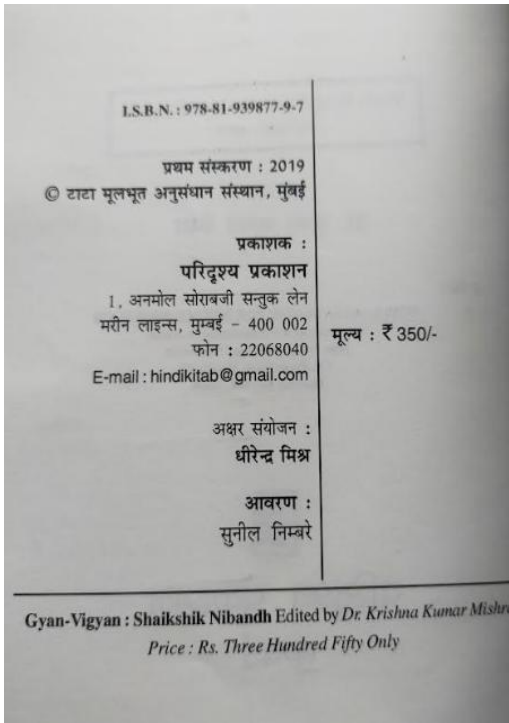 I.S.B.N. : 978-81-939877-9-7
प्रथम संस्करण : 2019
© टाटा मूलभूत अनुसंधान संस्थान, मुंबई
प्रकाशक :
परिदृश्य प्रकाशन
1, अनमोल सोराबजी सन्तुक लेन
मरीन लाइन्स, मुम्बई - 400 002
फोन : 22068040
E-mail : hindikitab@gmail.com
मूल्य : ₹ 350/-
अक्षर संयोजन :
धीरेन्द्र मिश्र
आवरण :
सुनील निम्बरे
Gyan-Vigyan : Shaikshik Nibandh Edited by Dr. Krishna Kumar Mishra
Price : Rs. Three Hundred Fifty Only